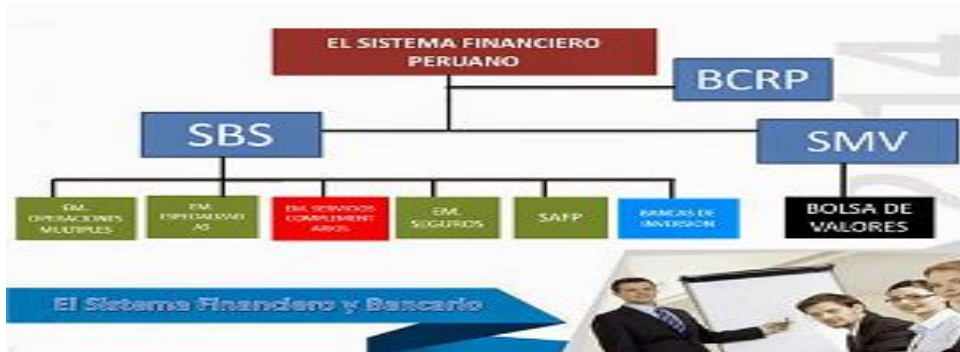 EL SISTEMA FINANCIERO
PERUANO
BCRP
SBS
SMV
EM.
OPERACIONES
MULTIPLES
EM.
ESPECIALIZAD
AS
EM. SERVICIOS
COMPLEMENT
ARIOS
EM.
SEGUROS
SAFP
BANCAS DE
INVERSION
BOLSA DE
VALORES
El Sistema Financiero y Bancario